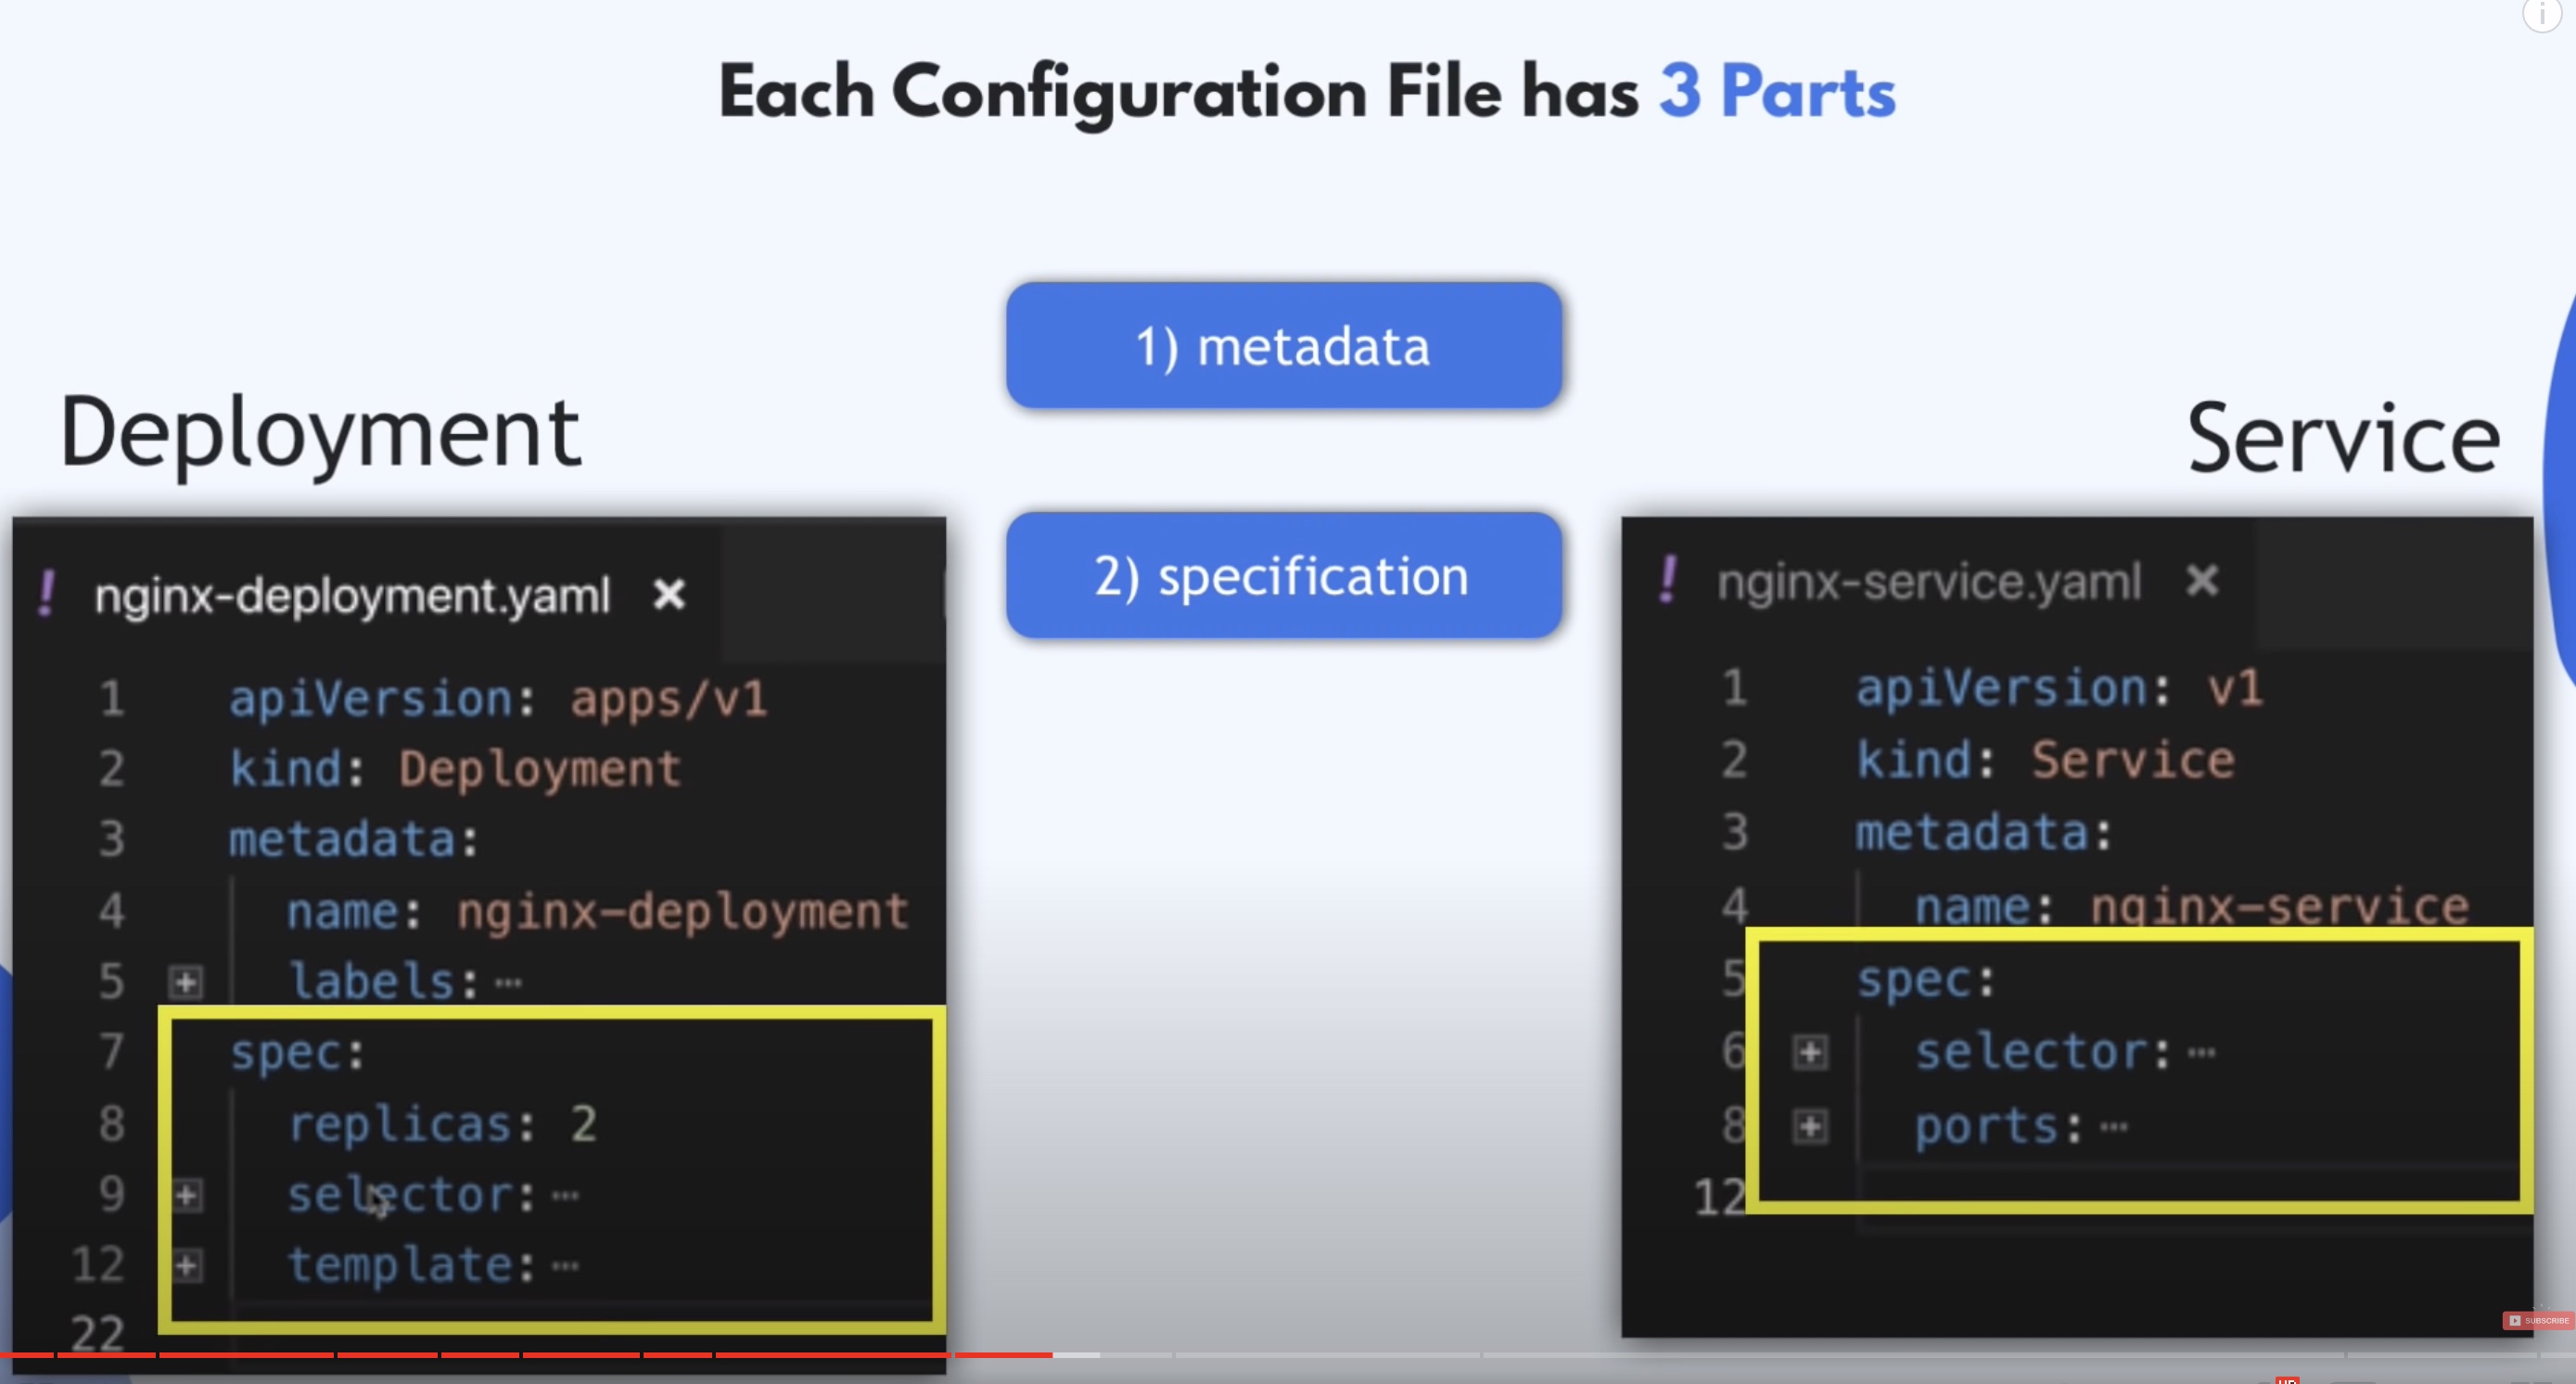 Each Configuration File has 3 Parts
1) metadata
2) specification
Deployment
nginx-deployment.yaml
1 apiVersion: apps/v1
2 kind: Deployment
3 metadata:
4 name: nginx-deployment
5 labels:…
7 spec:
8 replicas: 2
9 selector:…
12 template:…
22
Service
nginx-service.yaml
1 apiVersion: v1
2 kind: Service
3 metadata:
4 name: nginx-service
5 spec:
6 selector:…
8 ports:…
12
SUBSCRIBE